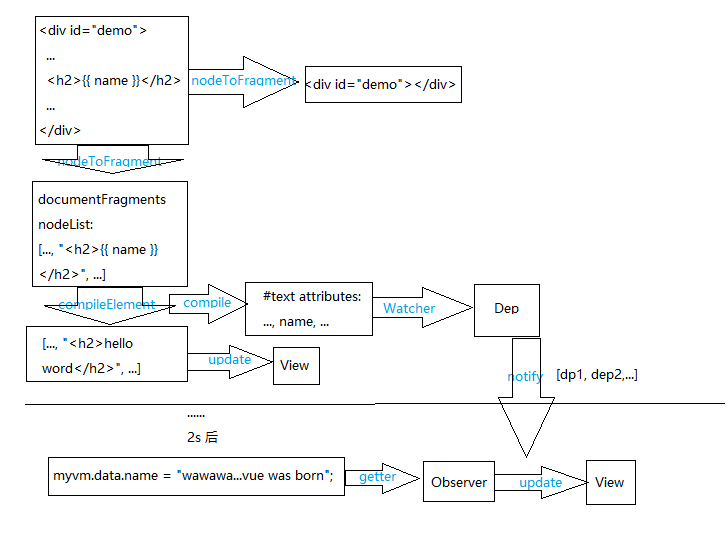 <div id="demo">
...
<h2>{{ name }}</h2>
...
</div>
nodeToFragment
<div id="demo"></div>
nodeToFragment
documentFragments
nodeList:
[..., "<h2>{{ name }}
</h2>", ...]
compileElement
compile
#text attributes:
..., name, ...
Watcher
Dep
[..., "<h2>hello
word</h2>", ...]
update
View
notify
[dp1, dep2,...]
......
2s 后
myvm.data.name = "wawawa...vue was born";
getter
Observer
update
View